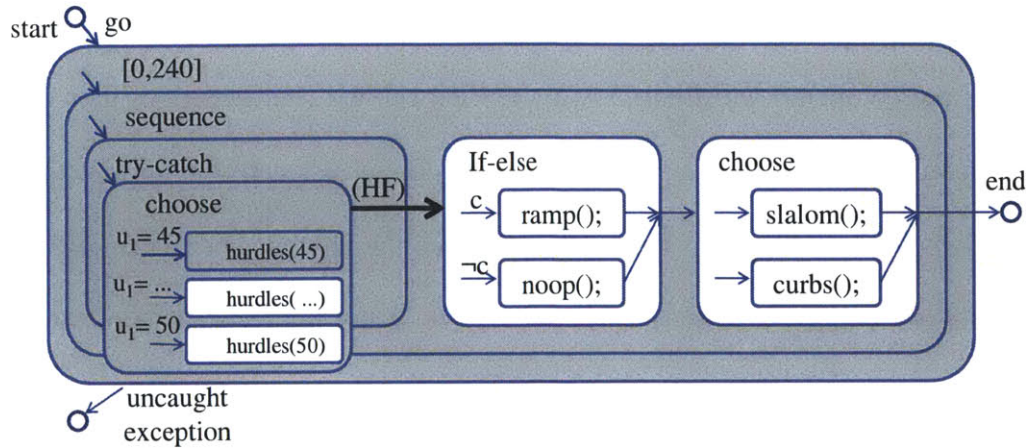 start
go
[0,240]
sequence
try-catch
choose
u₁= 45
hurdles(45)
u₁= ...
hurdles( ...)
u₁= 50
hurdles(50)
(HF)
If-else
c
ramp();
¬c
noop();
choose
slalom();
curbs();
end
uncaught
exception